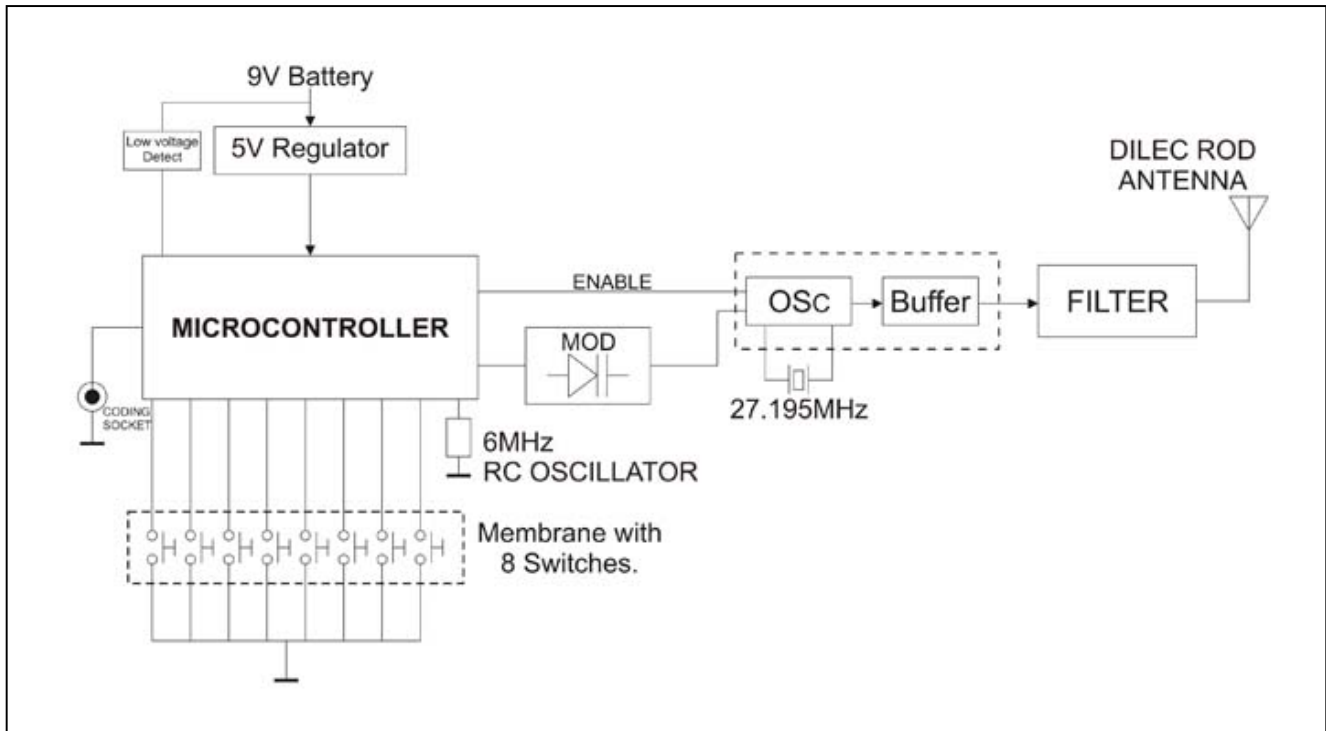 9V Battery
Low voltage
Detect
5V Regulator
DILEC ROD
ANTENNA
MICROCONTROLLER
ENABLE
OSc
Buffer
FILTER
MOD
27.195MHz
CODING
SOCKET
6MHz
RC OSCILLATOR
Membrane with
8 Switches.